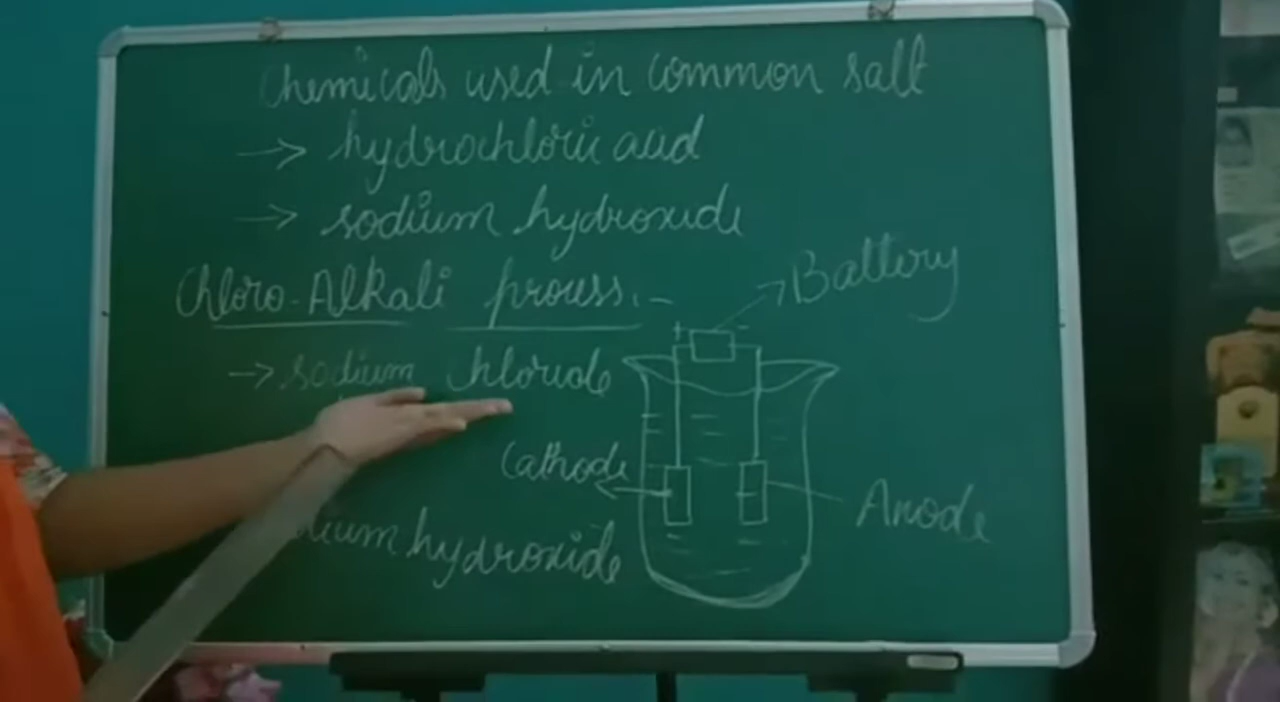 Chemicals used in common salt
→ hydrochloric acid
→ sodium hydroxide
Chloro-Alkali process:-
→ sodium chloride
Battery
+ -
Cathode
Anode
hydroxide